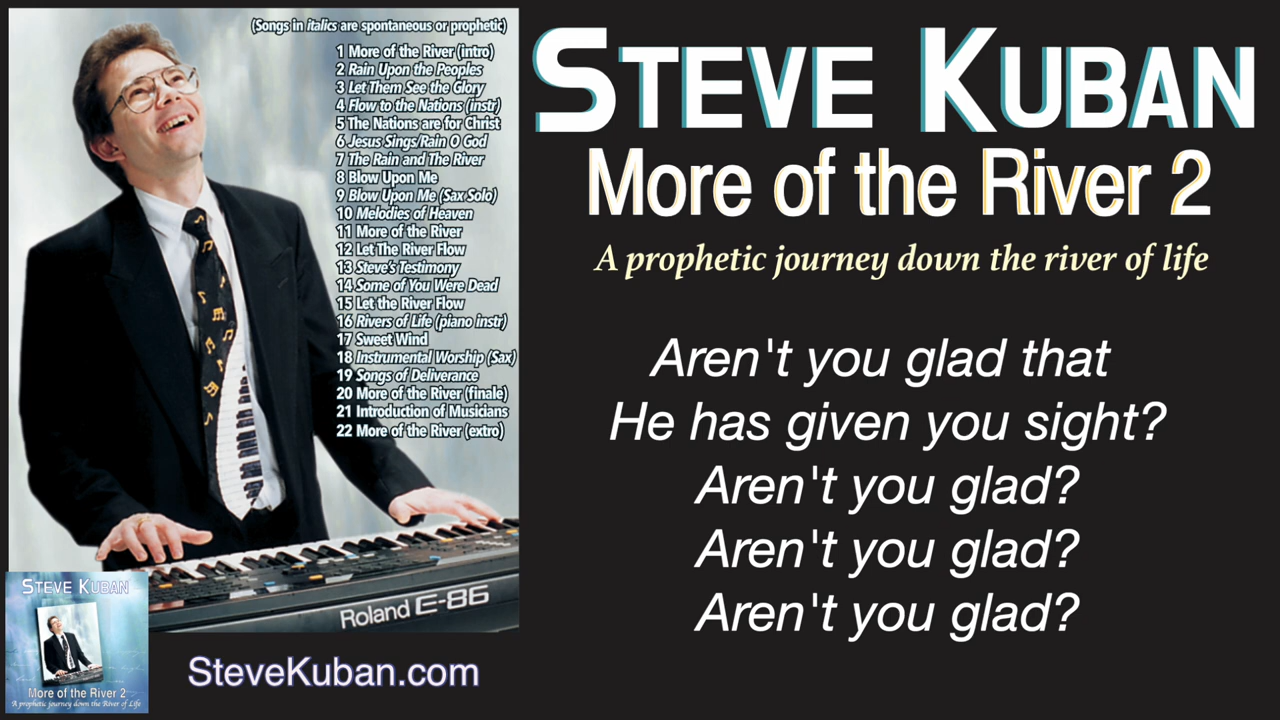 (Songs in italics are spontaneous or prophetic)
1 More of the River (intro)
2 Rain Upon the Peoples
3 Let Them See the Glory
4 Flow to the Nations (instr)
5 The Nations are for Christ
6 Jesus Sings/Rain O God
7 The Rain and The River
8 Blow Upon Me
9 Blow Upon Me (Sax Solo)
10 Melodies of Heaven
11 More of the River
12 Let The River Flow
13 Steve's Testimony
14 Some of You Were Dead
15 Let the River Flow
16 Rivers of Life (piano instr)
17 Sweet Wind
18 Instrumental Worship (Sax)
19 Songs of Deliverance
20 More of the River (finale)
21 Introduction of Musicians
22 More of the River (extro)
Roland E-86
STEVE KUBAN
More of the River 2
A prophetic journey down the River of Life
SteveKuban.com
STEVE KUBAN
More of the River 2
A prophetic journey down the river of life
Aren't you glad that
He has given you sight?
Aren't you glad?
Aren't you glad?
Aren't you glad?